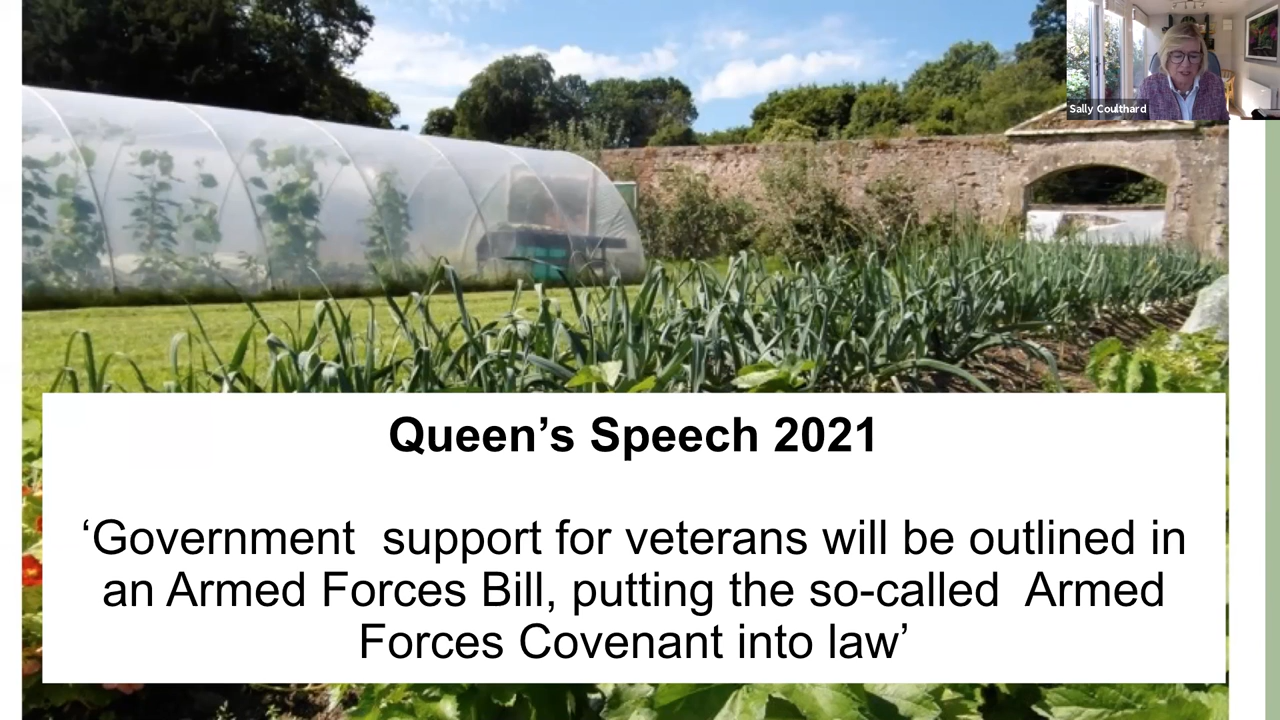 Sally Coulthard
Queen’s Speech 2021
‘Government  support for veterans will be outlined in
an Armed Forces Bill, putting the so-called  Armed
Forces Covenant into law’